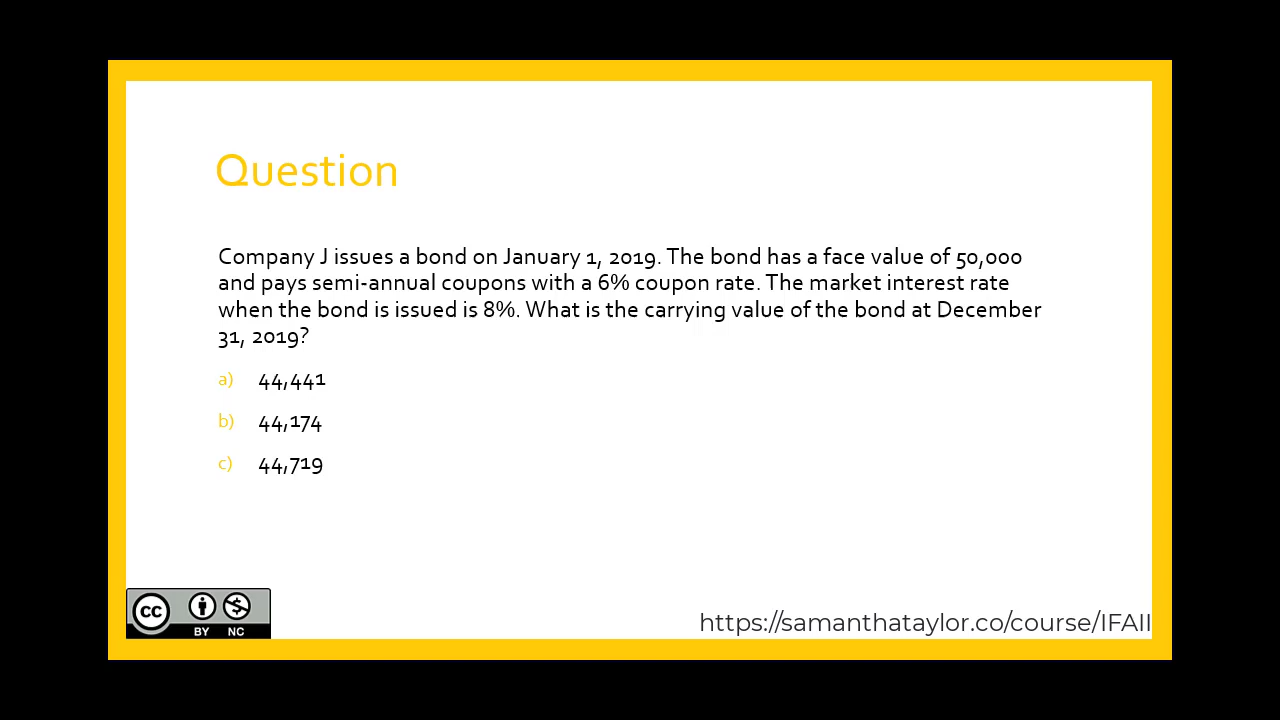 Question
Company J issues a bond on January 1, 2019. The bond has a face value of 50,000
and pays semi-annual coupons with a 6% coupon rate. The market interest rate
when the bond is issued is 8%. What is the carrying value of the bond at December
31, 2019?
a) 44,441
b) 44,174
c) 44,719
cc
BY NC
https://samanthataylor.co/course/IFAII